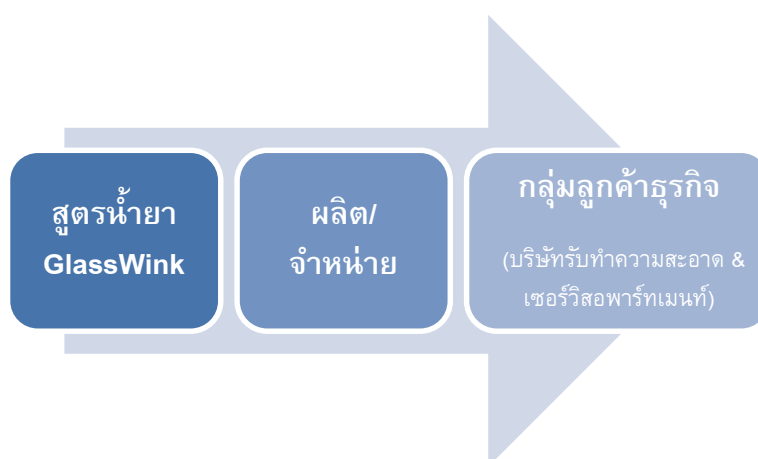 สูตรน้ำยา
GlassWink
ผลิต/
จำหน่าย
กลุ่มลูกค้าธุรกิจ
(บริษัทรับทำความสะอาด &
เซอร์วิสอพาร์ทเมนท์)